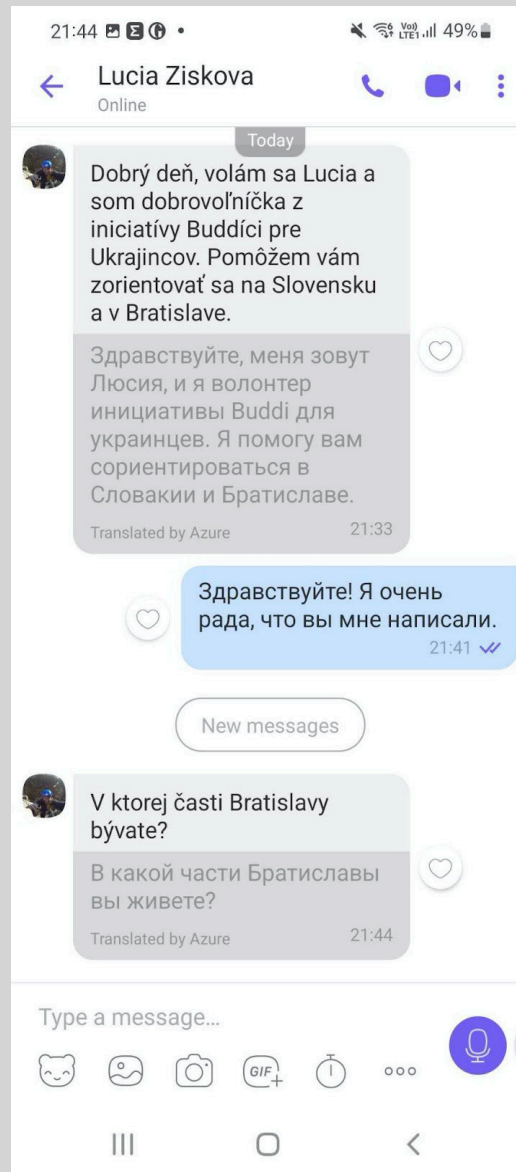 21:44
Voi)
LTE1
49%
Lucia Ziskova
Online
Today
Dobrý deň, volám sa Lucia a
som dobrovoľníčka z
iniciatívy Buddíci pre
Ukrajincov. Pomôžem vám
zorientovať sa na Slovensku
a v Bratislave.
Здравствуйте, меня зовут
Люсия, и я волонтер
инициативы Buddi для
украинцев. Я помогу вам
сориентироваться в
Словакии и Братиславе.
Translated by Azure 21:33
Здравствуйте! Я очень
рада, что вы мне написали.
21:41
New messages
V ktorej časti Bratislavy
bývate?
В какой части Братиславы
вы живете?
Translated by Azure 21:44
Type a message...
GIF